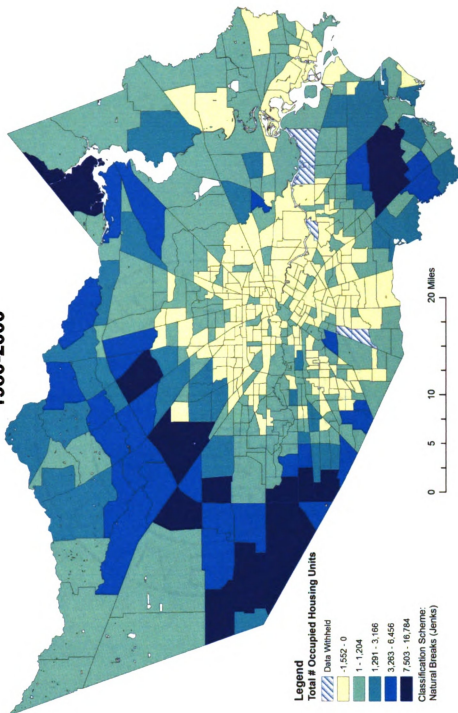 1980-2000
Legend
Total # Occupied Housing Units
Data Withheld
-1,552 - 0
1 - 1,204
1,291 - 3,166
3,263 - 6,456
7,503 - 16,784
Classification Scheme:
Natural Breaks (Jenks)
0 5 10 20 Miles